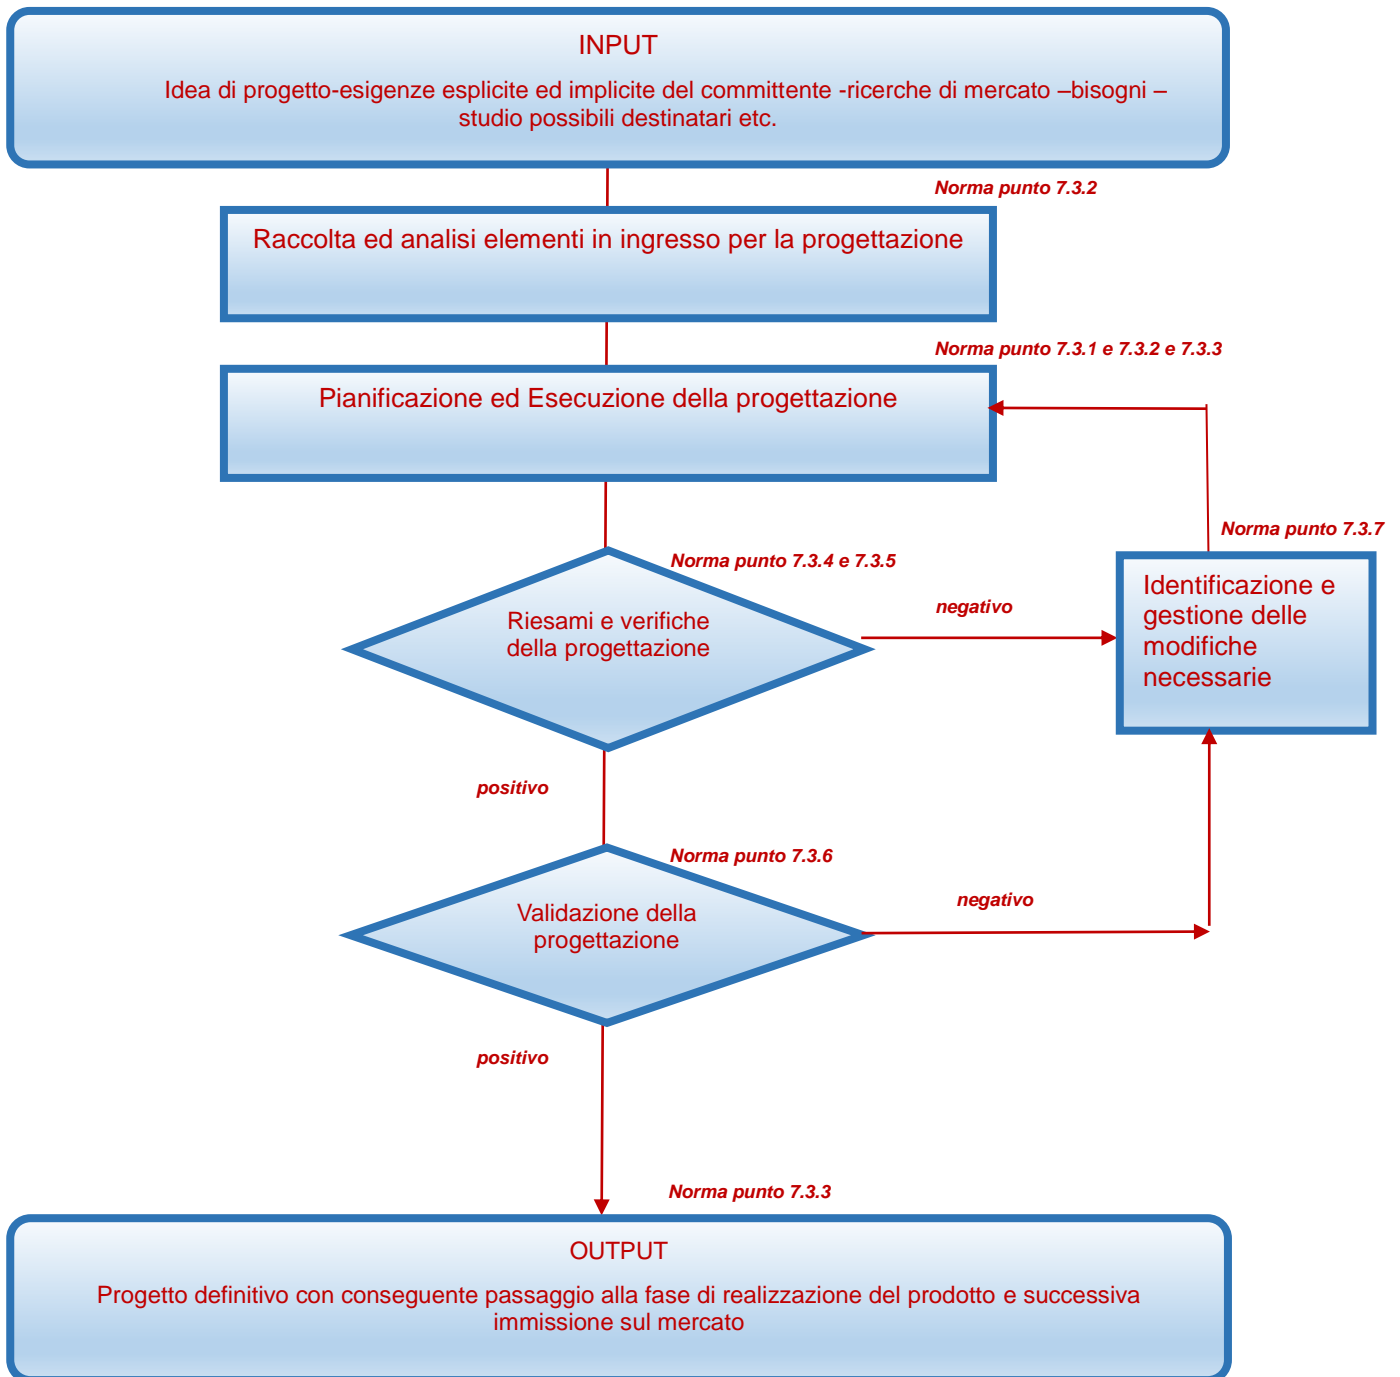 INPUT
Idea di progetto-esigenze esplicite ed implicite del committente -ricerche di mercato –bisogni –
studio possibili destinatari etc.
Norma punto 7.3.2
Raccolta ed analisi elementi in ingresso per la progettazione
Norma punto 7.3.1 e 7.3.2 e 7.3.3
Pianificazione ed Esecuzione della progettazione
Norma punto 7.3.7
Norma punto 7.3.4 e 7.3.5
Riesami e verifiche
della progettazione
negativo
Identificazione e
gestione delle
modifiche
necessarie
positivo
Norma punto 7.3.6
Validazione della
progettazione
negativo
positivo
Norma punto 7.3.3
OUTPUT
Progetto definitivo con conseguente passaggio alla fase di realizzazione del prodotto e successiva
immissione sul mercato